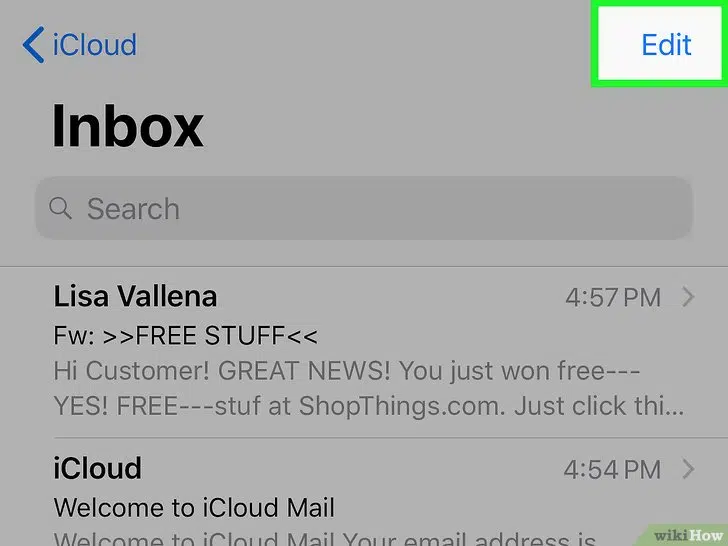 iCloud
Edit
Inbox
Search
Lisa Vallena
4:57 PM
Fw: >>FREE STUFF<<
Hi Customer! GREAT NEWS! You just won free---
YES! FREE---stuf at ShopThings.com. Just click thi...
iCloud
4:54 PM
Welcome to iCloud Mail
Welcome to iCloud Mail Your email address is
wikiHow